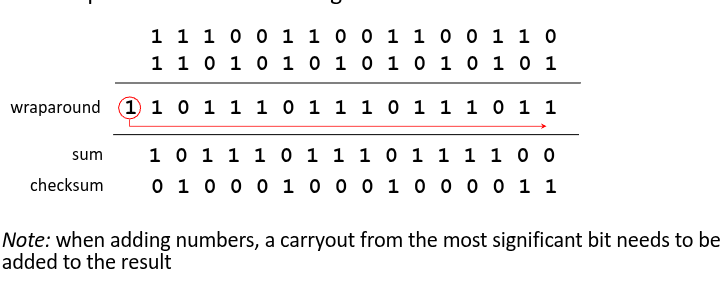 1 1 1 0 0 1 1 0 0 1 1 0 0 1 1 0
1 1 0 1 0 1 0 1 0 1 0 1 0 1 0 1
wraparound 1 1 0 1 1 1 0 1 1 1 0 1 1 1 0 1 1
sum 1 0 1 1 1 0 1 1 1 0 1 1 1 1 0 0
checksum 0 1 0 0 0 1 0 0 0 1 0 0 0 0 1 1
Note: when adding numbers, a carryout from the most significant bit needs to be
added to the result